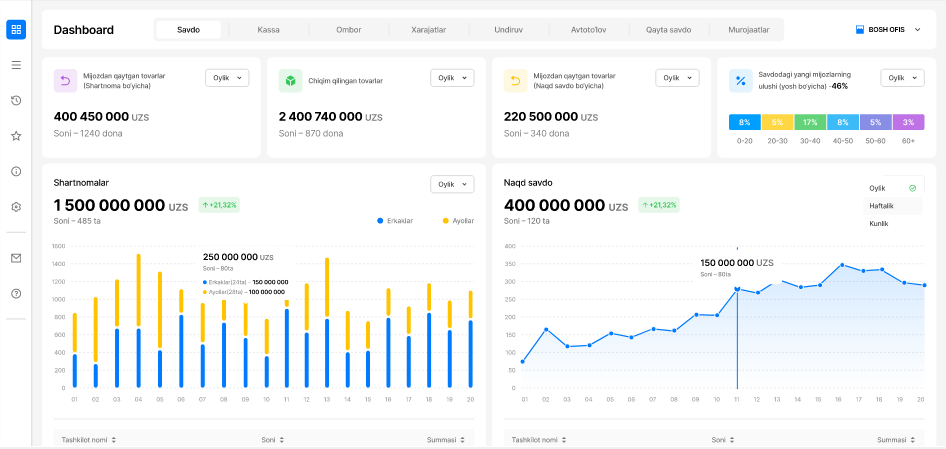 Dashboard
Savdo
Kassa
Ombor
Xarajatlar
Undiruv
Avtoto'lov
Qayta savdo
Murojaatlar
BOSH OFIS
Mijozdan qaytgan tovarlar
(Shartnoma bo'yicha)
Oylik
400 450 000 UZS
Soni – 1240 dona
Chiqim qilingan tovarlar
Oylik
2 400 740 000 UZS
Soni – 870 dona
Mijozdan qaytgan tovarlar
(Naqd savdo bo'yicha)
Oylik
220 500 000 UZS
Soni – 340 dona
Savdodagi yangi mijozlarning
ulushi (yosh bo'yicha) -46%
Oylik
8% 5% 17% 8% 5% 3%
0-20 20-30 30-40 40-50 50-60 60+
Shartnomalar
Oylik
1 500 000 000 UZS
+21,32%
Soni – 485 ta
Erkaklar
Ayollar
1600
1400
1200
1000
1200
1000
800
600
400
200
0
250 000 000 UZS
Soni – 80ta
Erkaklar(24ta) – 150 000 000
Ayollar(28ta) – 100 000 000
01 02 03 04 05 06 07 08 09 10 11 12 13 14 15 16 17 18 19 20
Naqd savdo
Oylik
Haftalik
Kunlik
400 000 000 UZS
+21,32%
Soni – 120 ta
400
350
300
250
200
150
100
50
0
150 000 000 UZS
Soni – 80ta
01 02 03 04 05 06 07 08 09 10 11 12 13 14 15 16 17 18 19 20
Tashkilot nomi
Soni
Summasi
Tashkilot nomi
Soni
Summasi